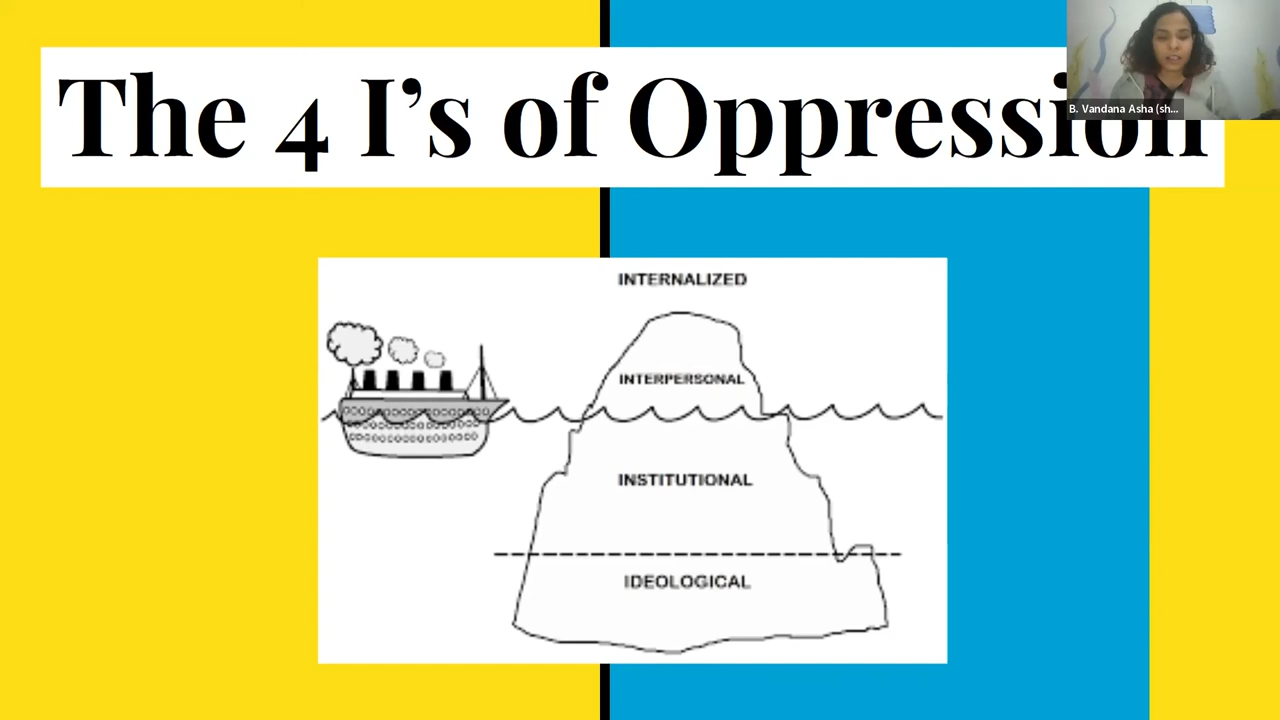 The 4 I's of Oppression
B. Vandana Asha (sh...
INTERNALIZED
INTERPERSONAL
INSTITUTIONAL
IDEOLOGICAL